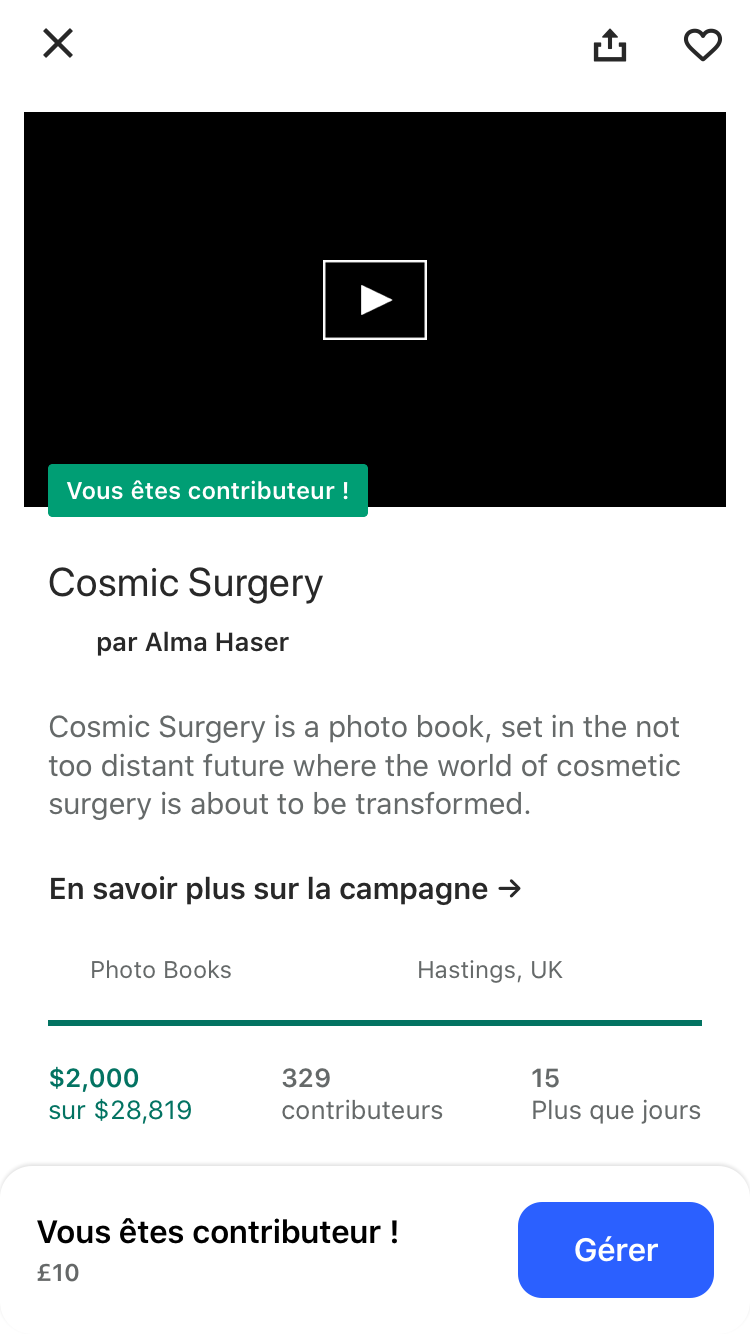 Vous êtes contributeur !
Cosmic Surgery
par Alma Haser
Cosmic Surgery is a photo book, set in the not
too distant future where the world of cosmetic
surgery is about to be transformed.
En savoir plus sur la campagne →
Photo Books
Hastings, UK
$2,000
sur $28,819
329
contributeurs
15
Plus que jours
Vous êtes contributeur !
£10
Gérer